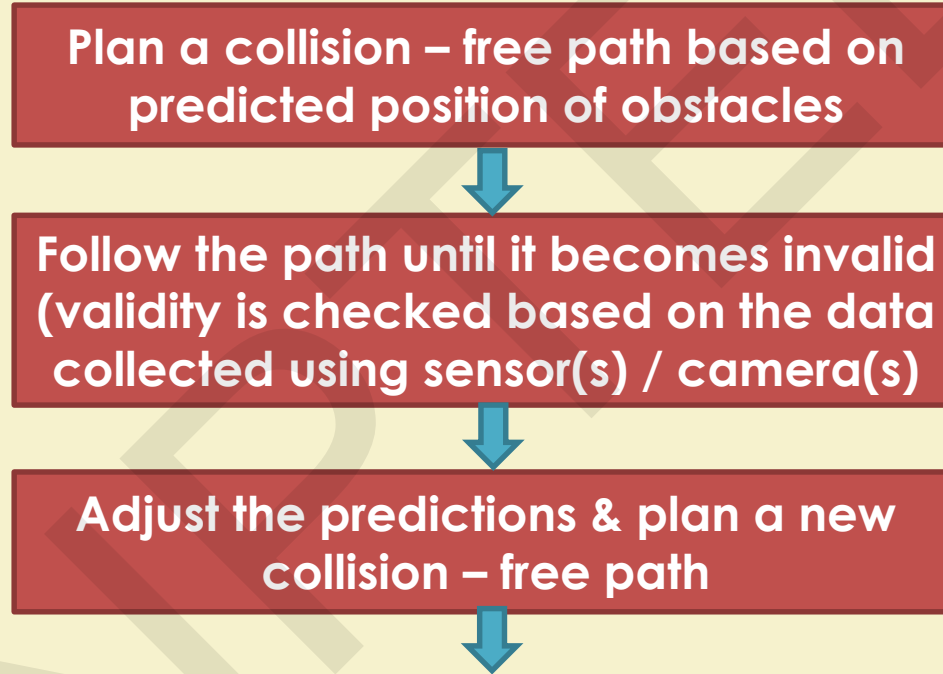 Plan a collision – free path based on
predicted position of obstacles
Follow the path until it becomes invalid
(validity is checked based on the data
collected using sensor(s) / camera(s)
Adjust the predictions & plan a new
collision – free path